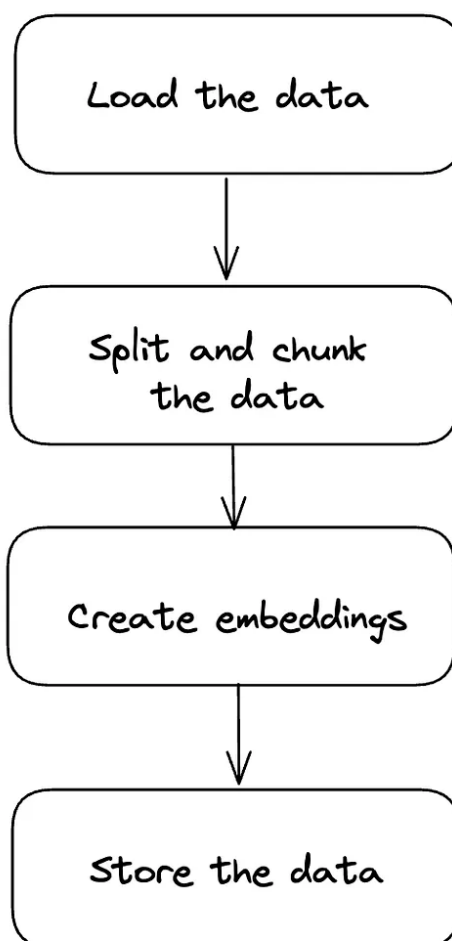 Load the data
Split and chunk
the data
Create embeddings
Store the data